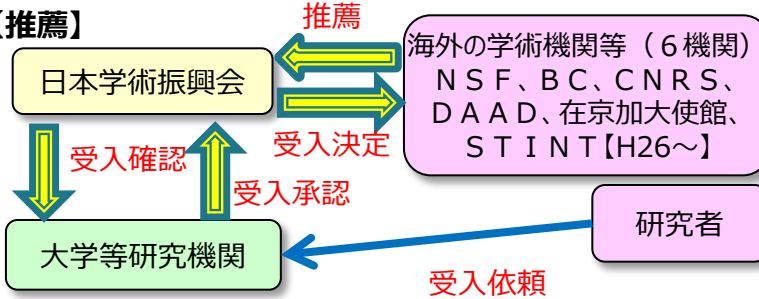 【推薦】
推薦
日本学術振興会
海外の学術機関等（６機関）
ＮＳＦ、ＢＣ、ＣＮＲＳ、
ＤＡＡＤ、在京加大使館、
ＳＴＩＮＴ【H26～】
受入確認
受入決定
受入承認
研究者
大学等研究機関
受入依頼